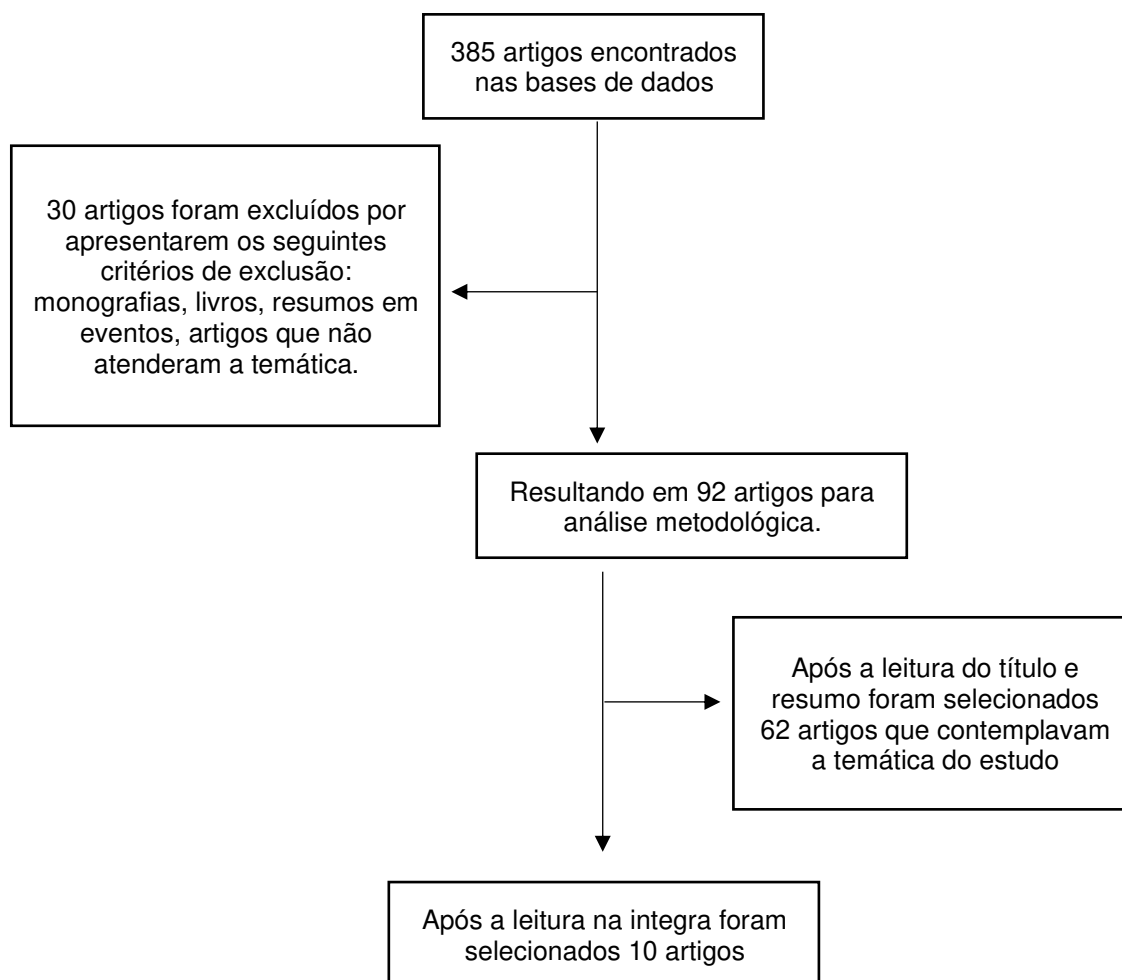 385 artigos encontrados
nas bases de dados
30 artigos foram excluídos por
apresentarem os seguintes
critérios de exclusão:
monografias, livros, resumos em
eventos, artigos que não
atenderam a temática.
Resultando em 92 artigos para
análise metodológica.
Após a leitura do título e
resumo foram selecionados
62 artigos que contemplavam
a temática do estudo
Após a leitura na integra foram
selecionados 10 artigos